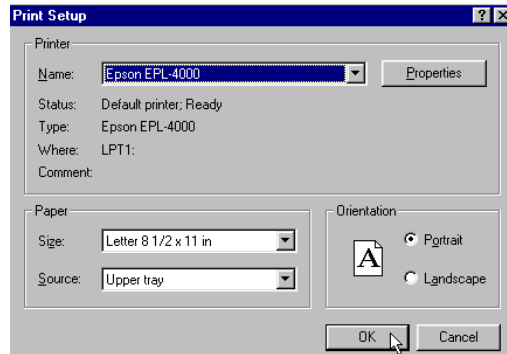 Print Setup
Printer
Name: Epson EPL-4000 Properties
Status: Default printer; Ready
Type: Epson EPL-4000
Where: LPT1:
Comment:
Paper
Size: Letter 8 1/2 x 11 in
Source: Upper tray
Orientation
A
Portrait
Landscape
OK Cancel